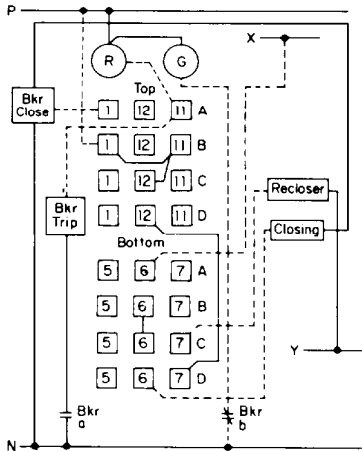 P
X
R G
Top
Bkr
Close
1 12 11 A
1 12 11 B
1 12 11 C
Bkr
Trip
1 12 11 D
Bottom
Recloser
Closing
5 6 7 A
5 6 7 B
5 6 7 C
5 6 7 D
Y
Bkr
a
Bkr
b
N